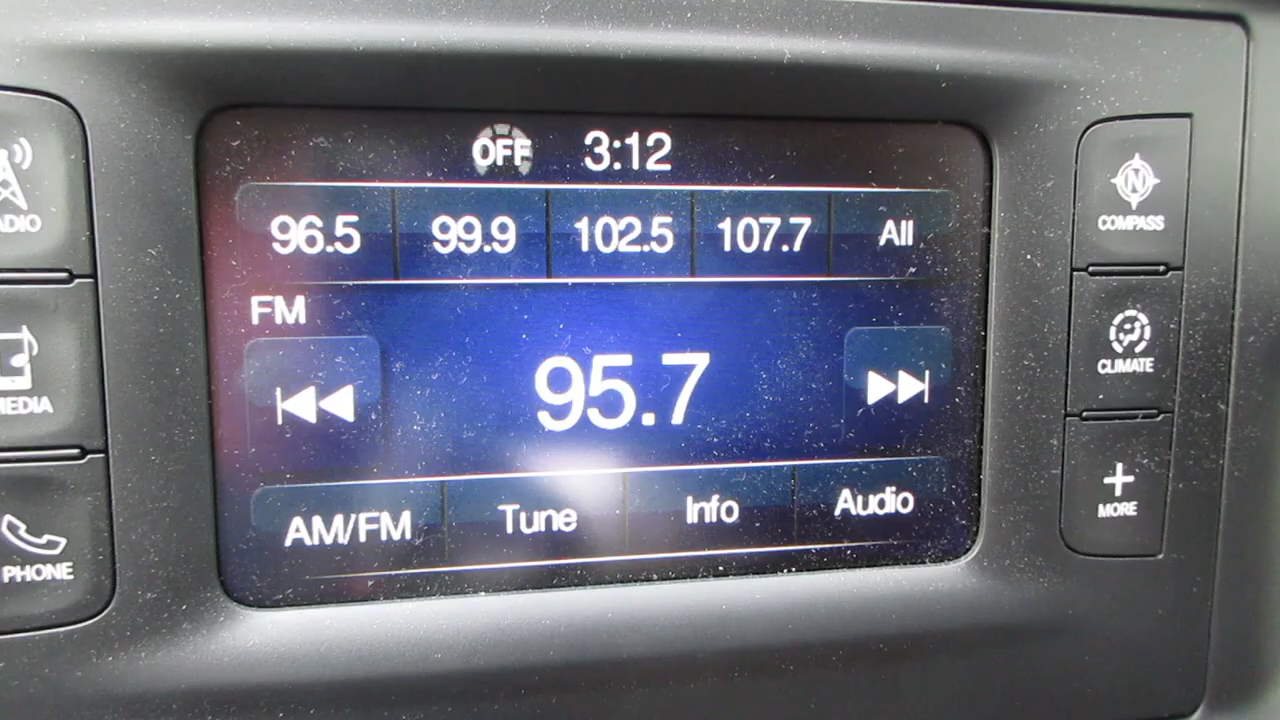 OFF 3:12
96.5 99.9 102.5 107.7 All
FM
95.7
AM/FM Tune Info Audio
ADIO
MEDIA
PHONE
N
COMPASS
CLIMATE
MORE